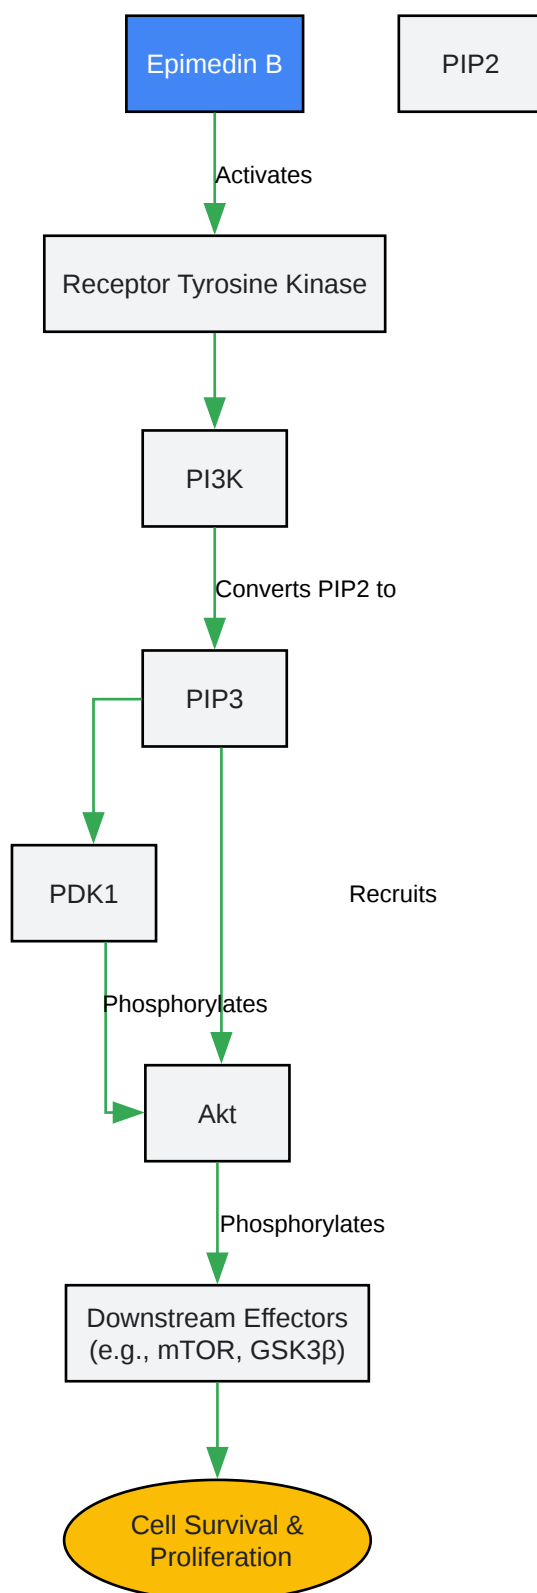 Epimedin B
PIP2
Activates
Receptor Tyrosine Kinase
PI3K
Converts PIP2 to
PIP3
PDK1
Recruits
Phosphorylates
Akt
Phosphorylates
Downstream Effectors
(e.g., mTOR, GSK3β)
Cell Survival &
Proliferation